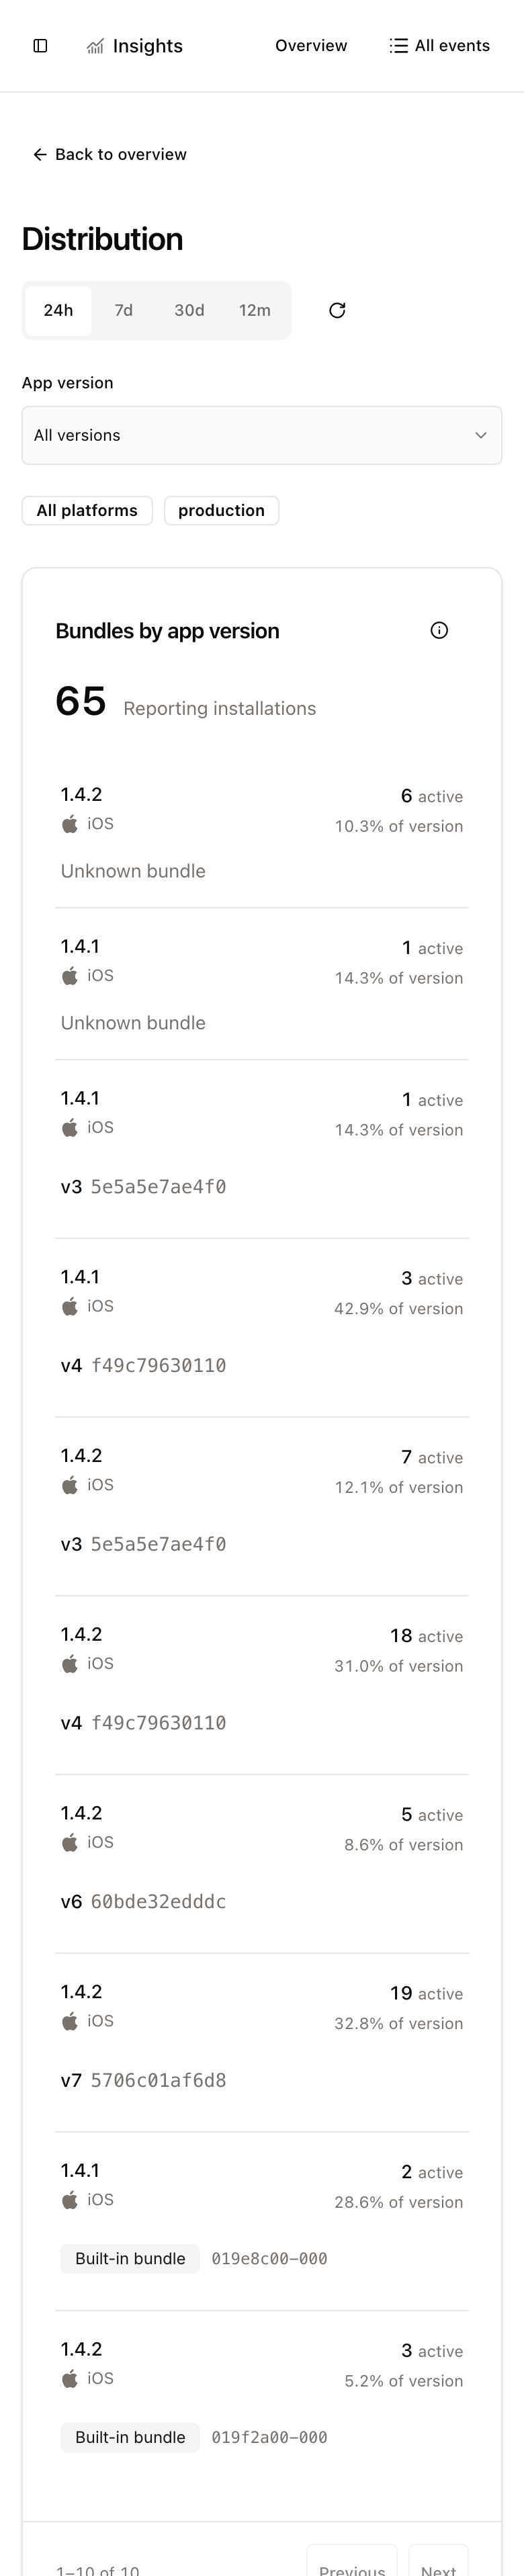 Insights
Overview
All events
Back to overview
Distribution
24h 7d 30d 12m
App version
All versions
All platforms production
Bundles by app version
65 Reporting installations
1.4.2 6 active
iOS 10.3% of version
Unknown bundle
1.4.1 1 active
iOS 14.3% of version
Unknown bundle
1.4.1 1 active
iOS 14.3% of version
v3 5e5a5e7ae4f0
1.4.1 3 active
iOS 42.9% of version
v4 f49c79630110
1.4.2 7 active
iOS 12.1% of version
v3 5e5a5e7ae4f0
1.4.2 18 active
iOS 31.0% of version
v4 f49c79630110
1.4.2 5 active
iOS 8.6% of version
v6 60bde32edddc
1.4.2 19 active
iOS 32.8% of version
v7 5706c01af6d8
1.4.1 2 active
iOS 28.6% of version
Built-in bundle 019e8c00-000
1.4.2 3 active
iOS 5.2% of version
Built-in bundle 019f2a00-000
1–10 of 10 Previous Next